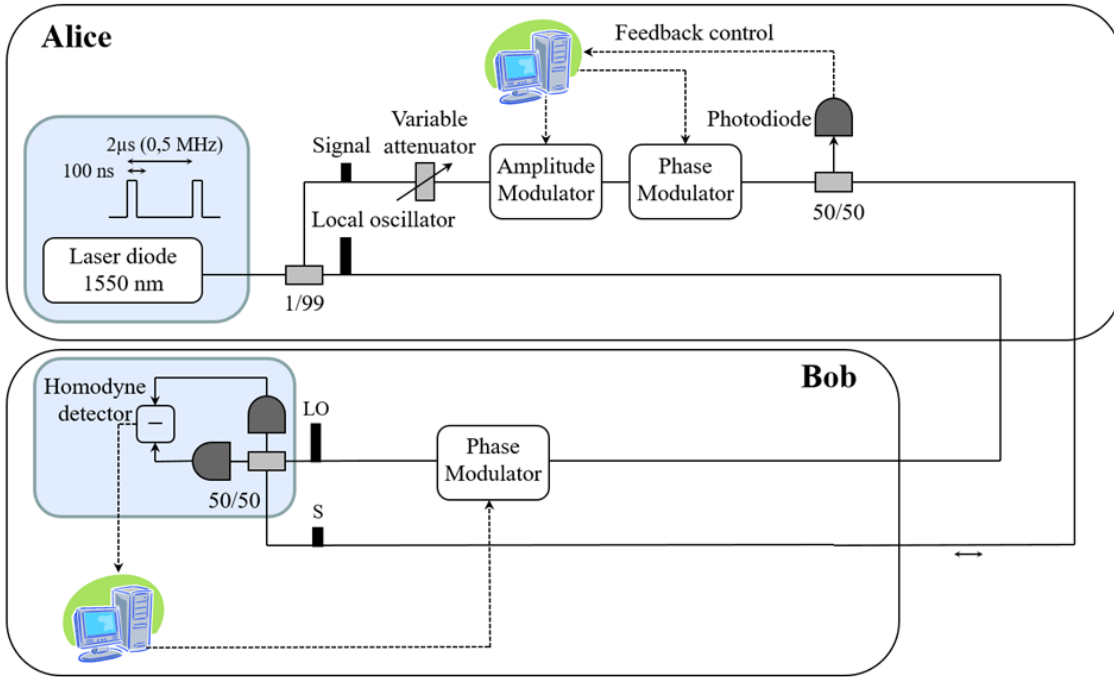 Alice
Feedback control
2µs (0,5 MHz)
100 ns
Signal
Variable
attenuator
Photodiode
Amplitude
Modulator
Phase
Modulator
50/50
Local oscillator
Laser diode
1550 nm
1/99
Bob
Homodyne
detector
−
50/50
LO
Phase
Modulator
S